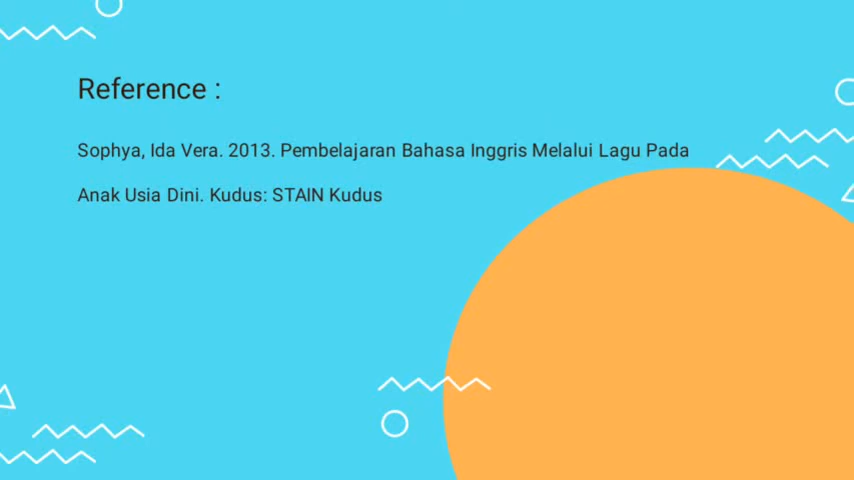 Reference :
Sophya, Ida Vera. 2013. Pembelajaran Bahasa Inggris Melalui Lagu Pada
Anak Usia Dini. Kudus: STAIN Kudus